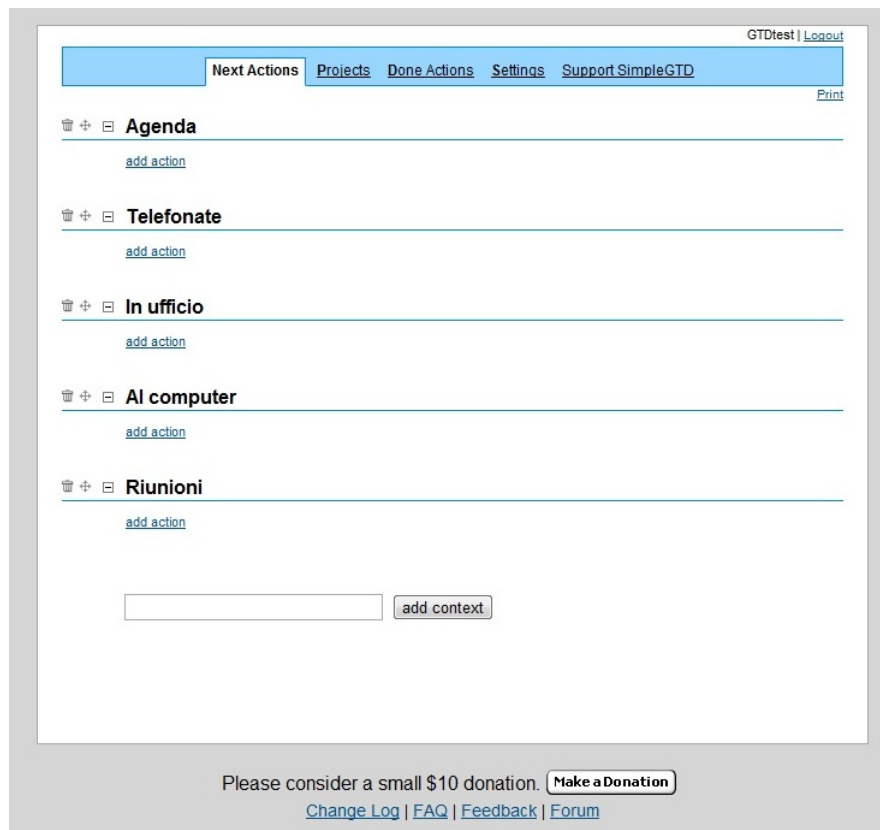 GTDtest | Logout
Next Actions Projects Done Actions Settings Support SimpleGTD
Print
Agenda
add action
Telefonate
add action
In ufficio
add action
Al computer
add action
Riunioni
add action
add context
Please consider a small $10 donation. Make a Donation
Change Log | FAQ | Feedback | Forum